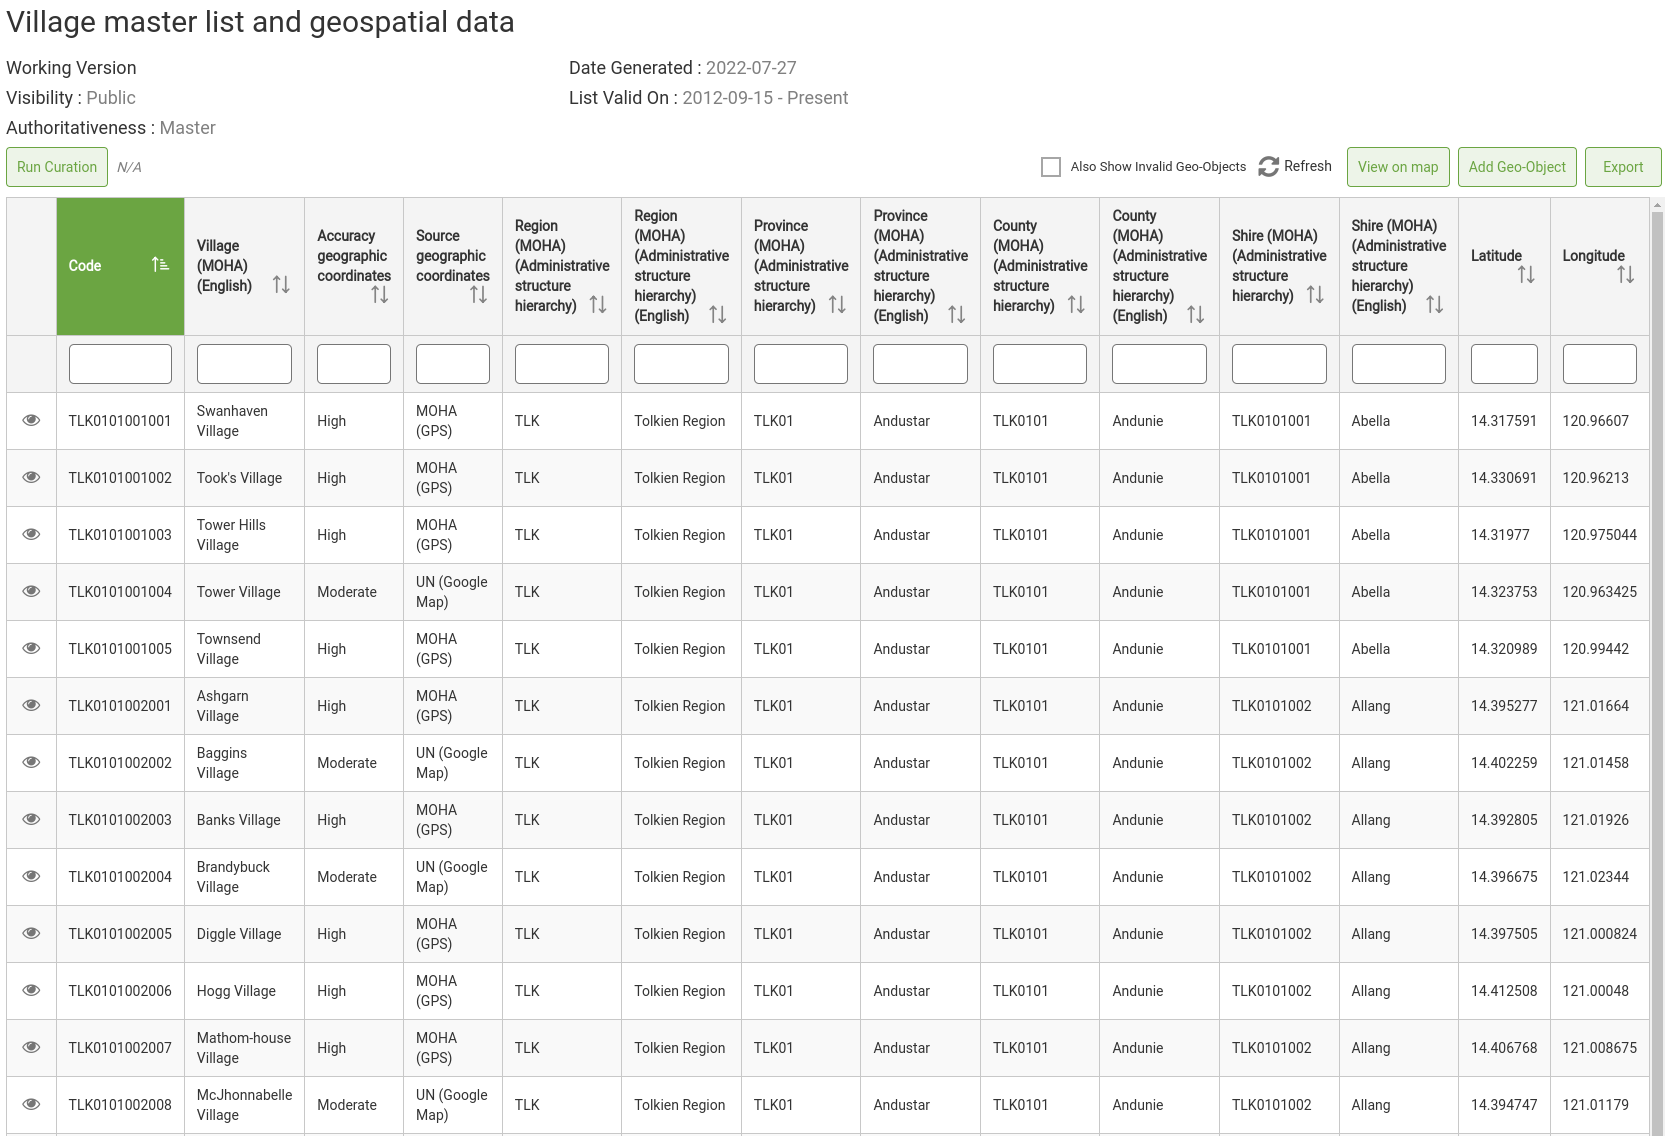 Village master list and geospatial data
Working Version
Date Generated : 2022-07-27
Visibility : Public
List Valid On : 2012-09-15 - Present
Authoritativeness : Master
Run Curation N/A Also Show Invalid Geo-Objects Refresh View on map Add Geo-Object Export
Code
Village
(MOHA)
(English)
Accuracy
geographic
coordinates
Source
geographic
coordinates
Region
(MOHA)
(Administrative
structure
hierarchy)
Region
(MOHA)
(Administrative
structure
hierarchy)
(English)
Province
(MOHA)
(Administrative
structure
hierarchy)
Province
(MOHA)
(Administrative
structure
hierarchy)
(English)
County
(MOHA)
(Administrative
structure
hierarchy)
County
(MOHA)
(Administrative
structure
hierarchy)
(English)
Shire (MOHA)
(Administrative
structure
hierarchy)
Shire (MOHA)
(Administrative
structure
hierarchy)
(English)
Latitude
Longitude
TLK0101001001 Swanhaven Village High MOHA (GPS) TLK Tolkien Region TLK01 Andustar TLK0101 Andunie TLK0101001 Abella 14.317591 120.96607
TLK0101001002 Took's Village High MOHA (GPS) TLK Tolkien Region TLK01 Andustar TLK0101 Andunie TLK0101001 Abella 14.330691 120.96213
TLK0101001003 Tower Hills Village High MOHA (GPS) TLK Tolkien Region TLK01 Andustar TLK0101 Andunie TLK0101001 Abella 14.31977 120.975044
TLK0101001004 Tower Village Moderate UN (Google Map) TLK Tolkien Region TLK01 Andustar TLK0101 Andunie TLK0101001 Abella 14.323753 120.963425
TLK0101001005 Townsend Village High MOHA (GPS) TLK Tolkien Region TLK01 Andustar TLK0101 Andunie TLK0101001 Abella 14.320989 120.99442
TLK0101002001 Ashgarn Village High MOHA (GPS) TLK Tolkien Region TLK01 Andustar TLK0101 Andunie TLK0101002 Allang 14.395277 121.01664
TLK0101002002 Baggins Village Moderate UN (Google Map) TLK Tolkien Region TLK01 Andustar TLK0101 Andunie TLK0101002 Allang 14.402259 121.01458
TLK0101002003 Banks Village High MOHA (GPS) TLK Tolkien Region TLK01 Andustar TLK0101 Andunie TLK0101002 Allang 14.392805 121.01926
TLK0101002004 Brandybuck Village Moderate UN (Google Map) TLK Tolkien Region TLK01 Andustar TLK0101 Andunie TLK0101002 Allang 14.396675 121.02344
TLK0101002005 Diggle Village High MOHA (GPS) TLK Tolkien Region TLK01 Andustar TLK0101 Andunie TLK0101002 Allang 14.397505 121.000824
TLK0101002006 Hogg Village High MOHA (GPS) TLK Tolkien Region TLK01 Andustar TLK0101 Andunie TLK0101002 Allang 14.412508 121.00048
TLK0101002007 Mathom-house Village High MOHA (GPS) TLK Tolkien Region TLK01 Andustar TLK0101 Andunie TLK0101002 Allang 14.406768 121.008675
TLK0101002008 McJhonnabelle Village Moderate UN (Google Map) TLK Tolkien Region TLK01 Andustar TLK0101 Andunie TLK0101002 Allang 14.394747 121.01179